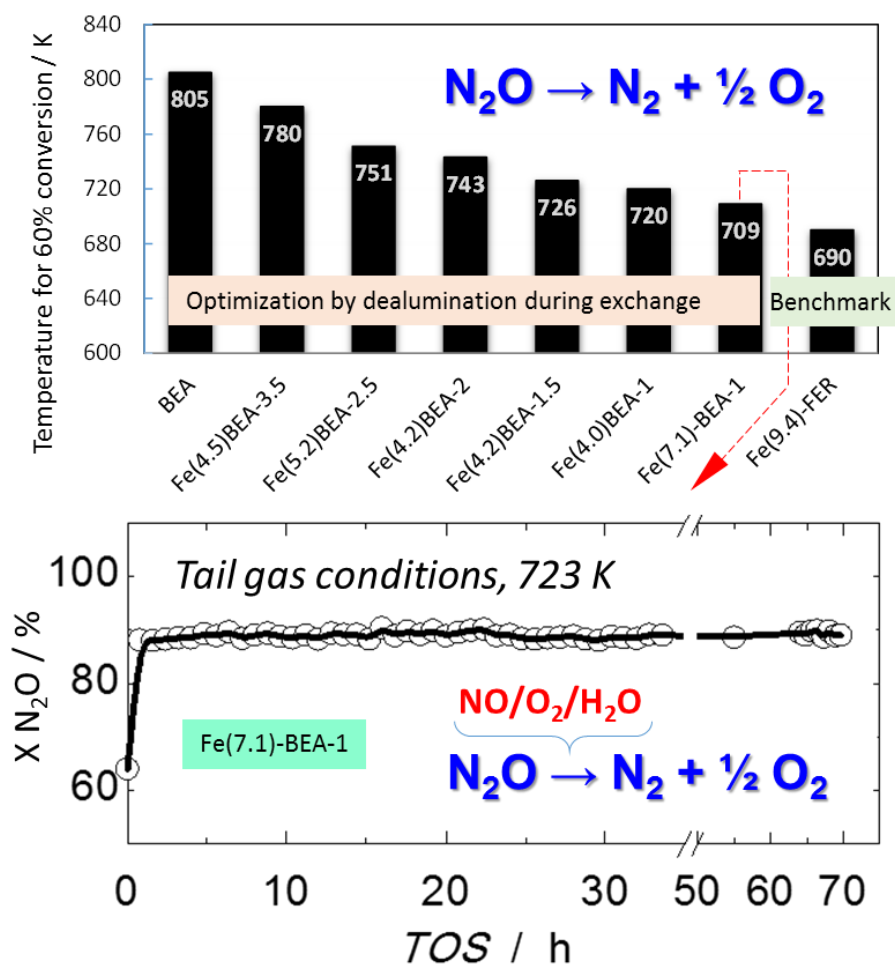 Temperature for 60% conversion / K
840
800
760
720
680
640
600
N₂O → N₂ + ½ O₂
805
780
751
743
726
720
709
690
Optimization by dealumination during exchange
Benchmark
BEA
Fe(4.5)BEA-3.5
Fe(5.2)BEA-2.5
Fe(4.2)BEA-2
Fe(4.2)BEA-1.5
Fe(4.0)BEA-1
Fe(7.1)-BEA-1
Fe(9.4)-FER
X N₂O / %
100
80
60
Tail gas conditions, 723 K
NO/O₂/H₂O
Fe(7.1)-BEA-1
N₂O → N₂ + ½ O₂
0
10
20
30
50
60
70
TOS / h